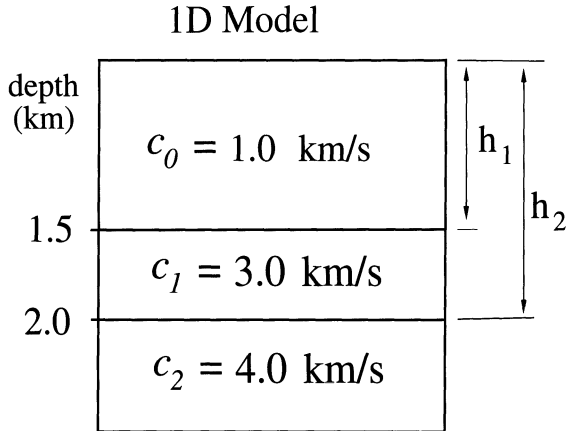 1D Model
depth
(km)
c₀ = 1.0 km/s
h₁
h₂
1.5
c₁ = 3.0 km/s
2.0
c₂ = 4.0 km/s